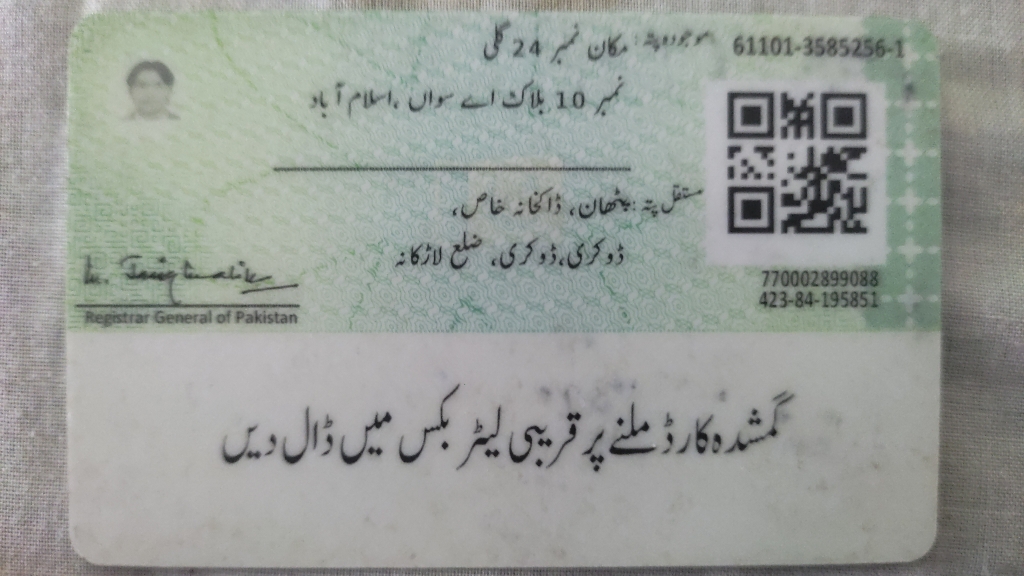 61101-3585256-1
موجودہ پتہ: مکان نمبر 24 گلی
نمبر 10 بلاک اے سواں ،اسلام آباد
مستقل پتہ: پٹھان، ڈاکخانہ خاص،
ڈوکری،ڈوکری، ضلع لاڑکانہ
770002899088
423-84-195851
Registrar General of Pakistan
گمشدہ کارڈ ملنے پر قریبی لیٹر بکس میں ڈال دیں